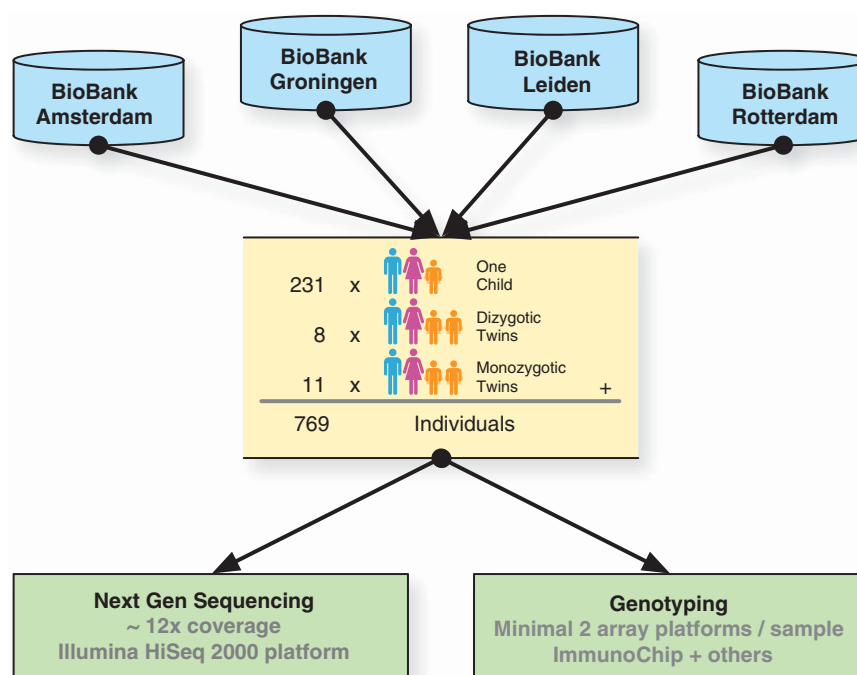 BioBank
Amsterdam
BioBank
Groningen
BioBank
Leiden
BioBank
Rotterdam
231 x One
Child
8 x Dizygotic
Twins
11 x Monozygotic
Twins +
769 Individuals
Next Gen Sequencing
~ 12x coverage
Illumina HiSeq 2000 platform
Genotyping
Minimal 2 array platforms / sample
ImmunoChip + others